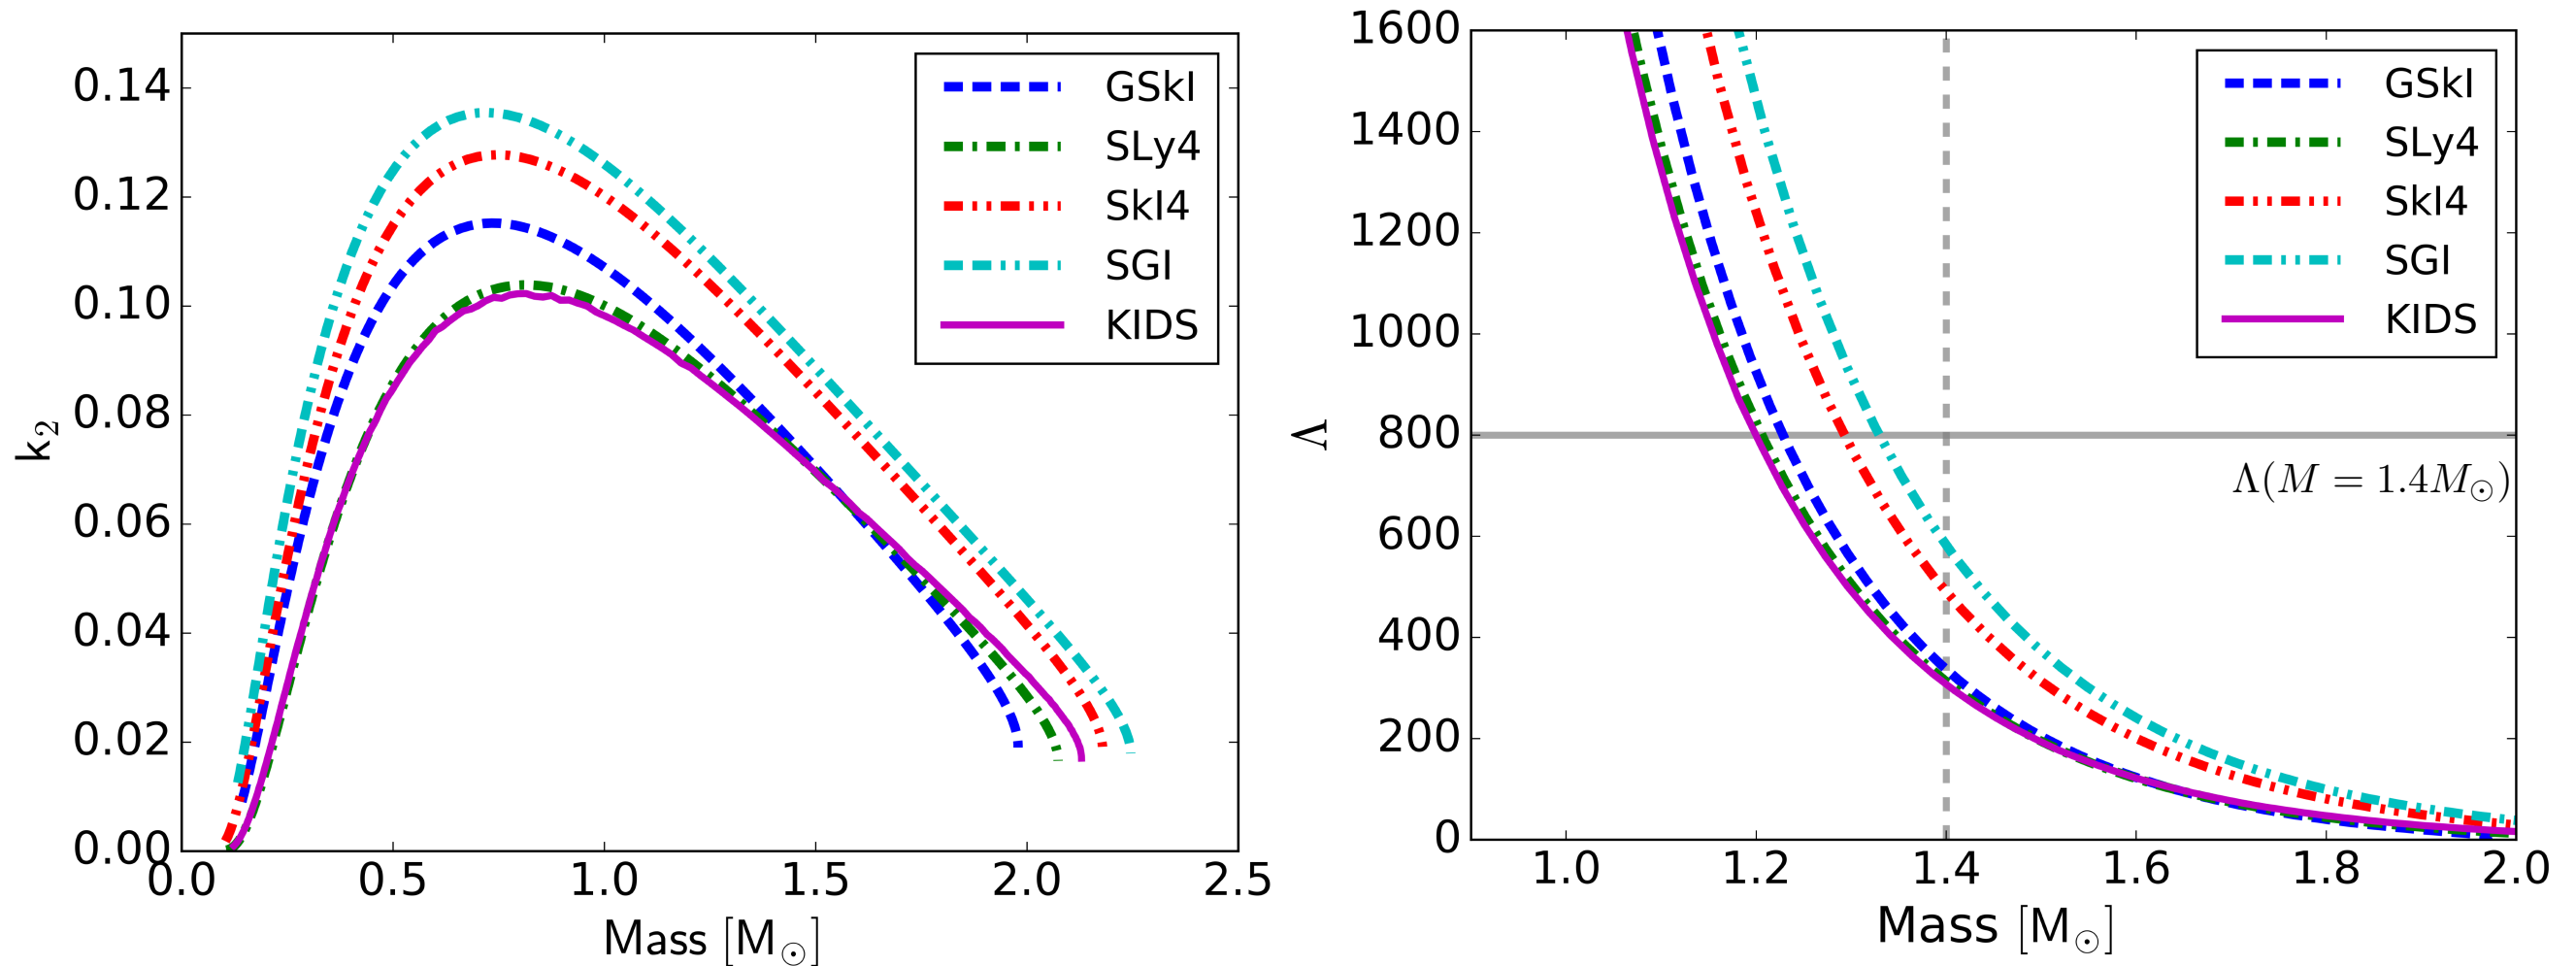 0.14
0.12
0.10
0.08
0.06
0.04
0.02
0.00
k₂
0.0 0.5 1.0 1.5 2.0 2.5
Mass [M☉]
GSkI
SLy4
SkI4
SGI
KIDS
1600
1400
1200
1000
800
600
400
200
0
Λ
1.0 1.2 1.4 1.6 1.8 2.0
Mass [M☉]
GSkI
SLy4
SkI4
SGI
KIDS
Λ(M = 1.4M☉)